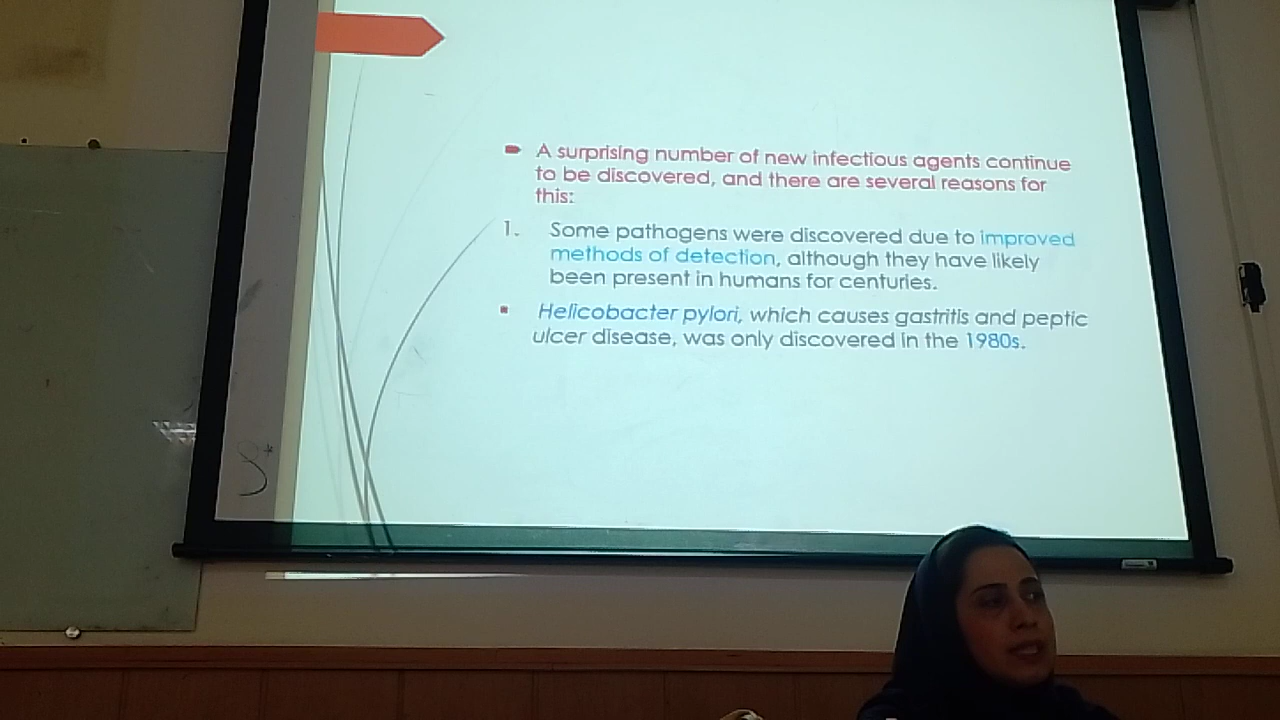 A surprising number of new infectious agents continue
to be discovered, and there are several reasons for
this:
1. Some pathogens were discovered due to improved
methods of detection, although they have likely
been present in humans for centuries.
Helicobacter pylori, which causes gastritis and peptic
ulcer disease, was only discovered in the 1980s.